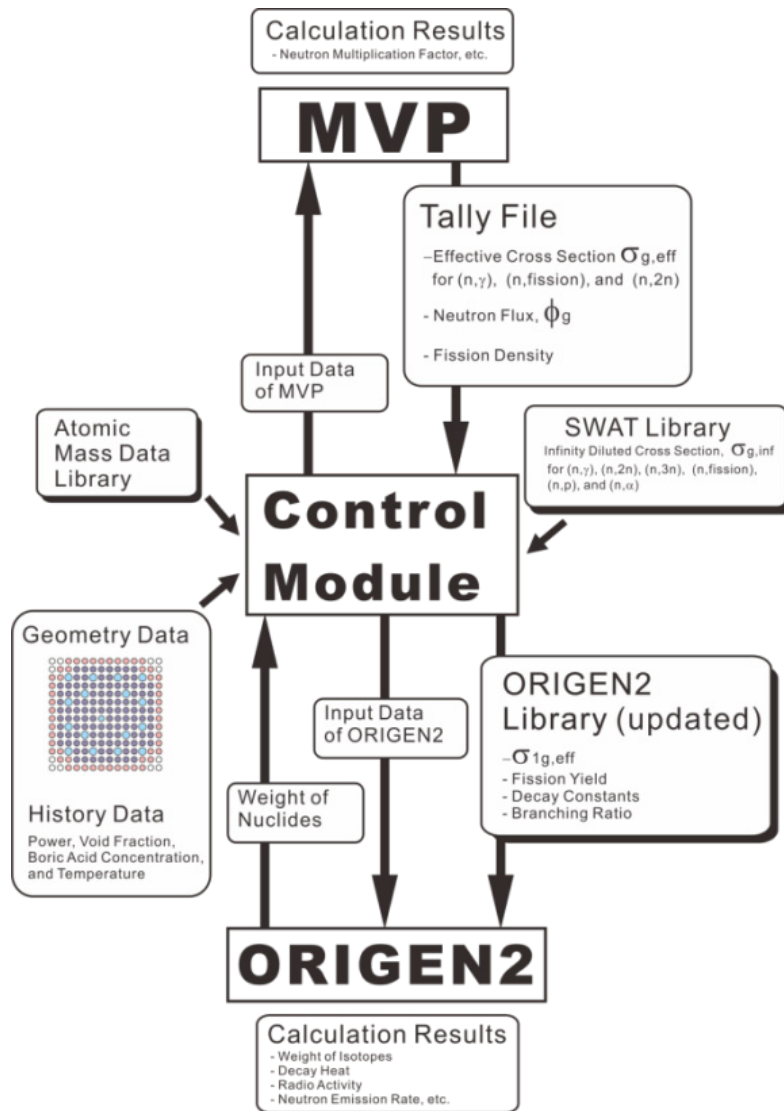 Calculation Results
- Neutron Multiplication Factor, etc.
MVP
Tally File
–Effective Cross Section σg,eff
for (n,γ), (n,fission), and (n,2n)
- Neutron Flux, ϕg
- Fission Density
Input Data
of MVP
Atomic
Mass Data
Library
SWAT Library
Infinity Diluted Cross Section, σg,inf
for (n,γ), (n,2n), (n,3n), (n,fission),
(n,p), and (n,α)
Control
Module
Geometry Data
History Data
Power, Void Fraction,
Boric Acid Concentration,
and Temperature
Weight of
Nuclides
Input Data
of ORIGEN2
ORIGEN2
Library (updated)
–σ1g,eff
- Fission Yield
- Decay Constants
- Branching Ratio
ORIGEN2
Calculation Results
- Weight of Isotopes
- Decay Heat
- Radio Activity
- Neutron Emission Rate, etc.